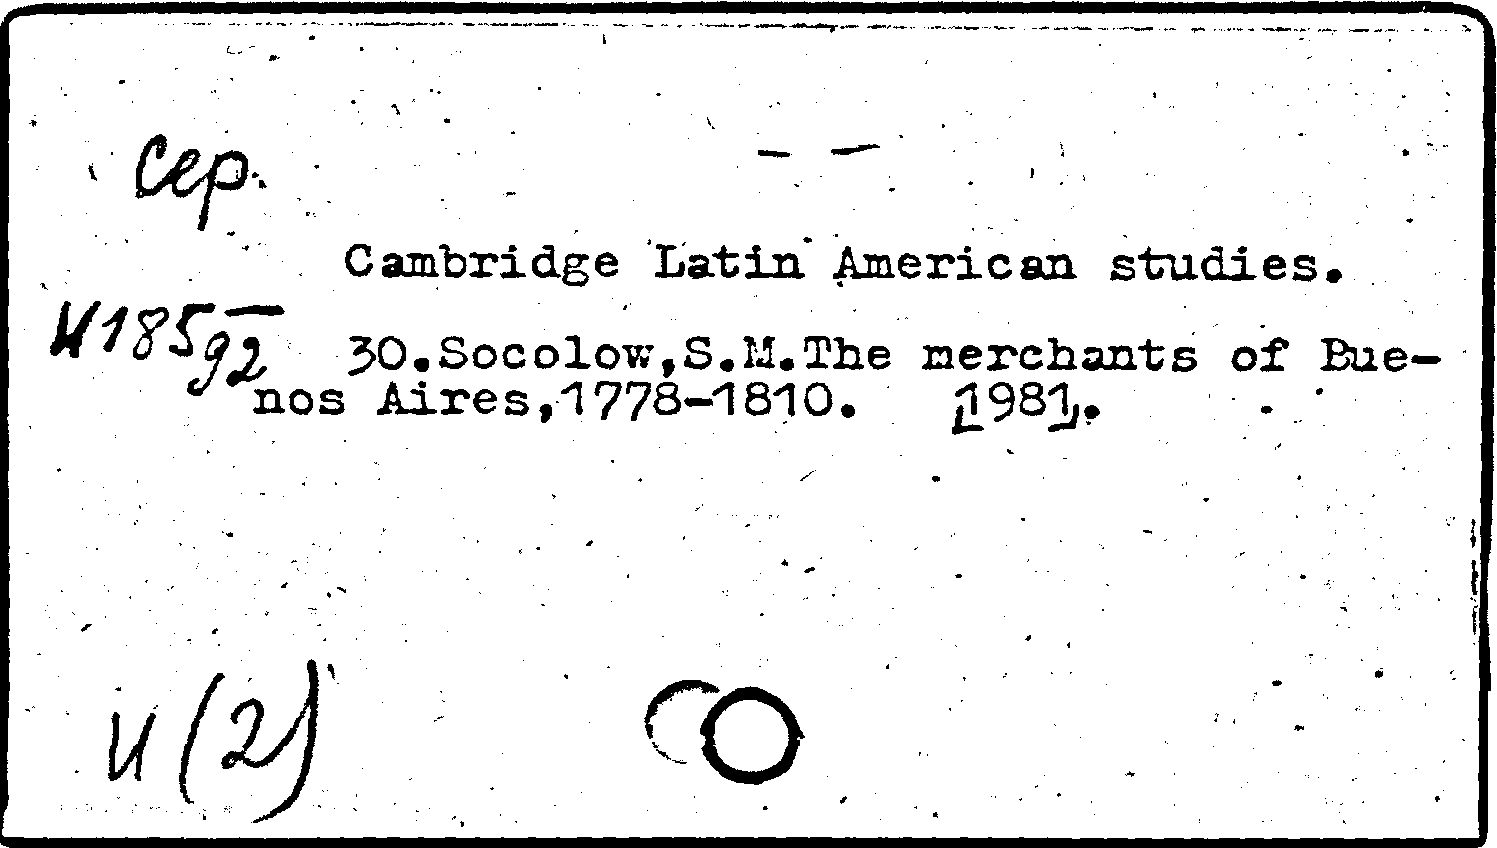 Сер.
Cambridge Latin American studies.
И185
92
30.Socolow,S.M.The merchants of Bue-
nos Aires,1778-1810. [1981].
И(2)